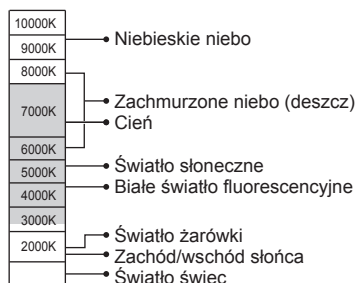 10000K
9000K
Niebieskie niebo
8000K
7000K
Zachmurzone niebo (deszcz)
Cień
6000K
5000K
Światło słoneczne
4000K
Białe światło fluorescencyjne
3000K
2000K
Światło żarówki
Zachód/wschód słońca
Światło świec